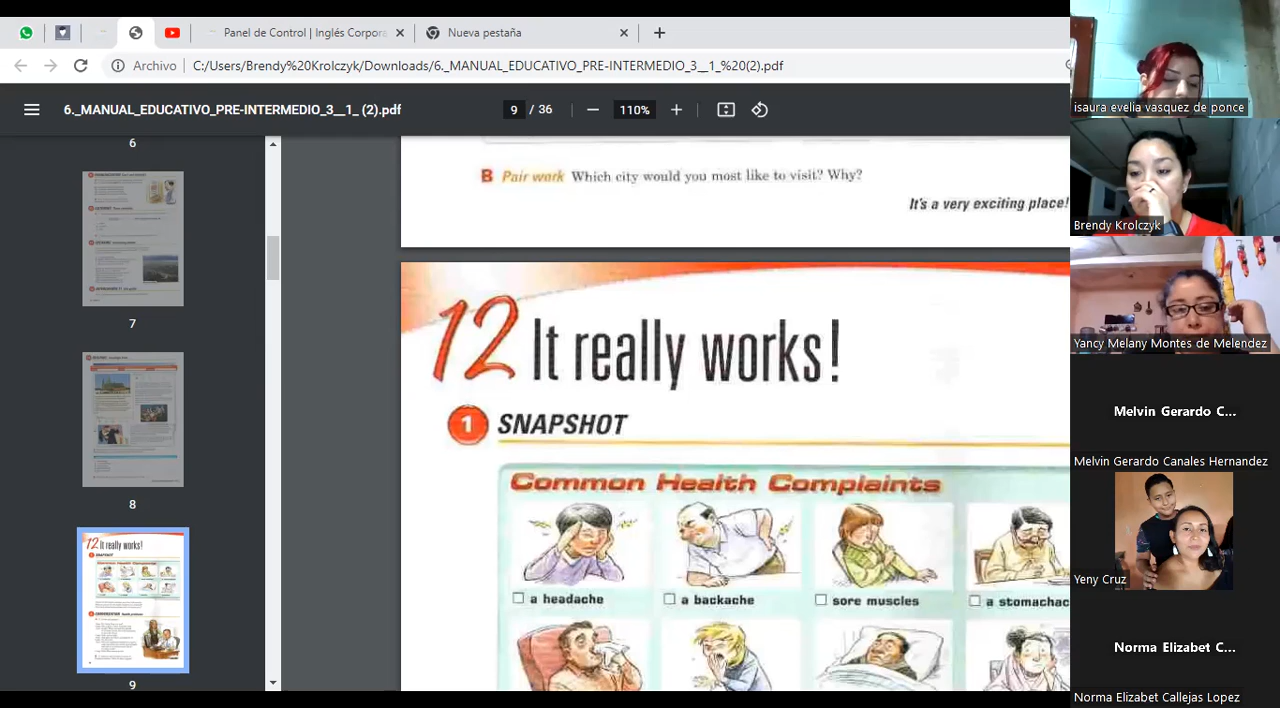 Panel de Control | Inglés Corpora
Nueva pestaña
Archivo
C:/Users/Brendy%20Krolczyk/Downloads/6._MANUAL_EDUCATIVO_PRE-INTERMEDIO_3__1_%20(2).pdf
6._MANUAL_EDUCATIVO_PRE-INTERMEDIO_3__1_ (2).pdf
9 / 36
110%
6
7
8
9
B Pair work Which city would you most like to visit? Why?
It's a very exciting place!
12 It really works!
1 SNAPSHOT
Common Health Complaints
a headache
a backache
sore muscles
a stomachac
12 It really works!
isaura evelia vasquez de ponce
Brendy Krolczyk
Yancy Melany Montes de Melendez
Melvin Gerardo C...
Melvin Gerardo Canales Hernandez
Yeny Cruz
Norma Elizabet C...
Norma Elizabet Callejas Lopez